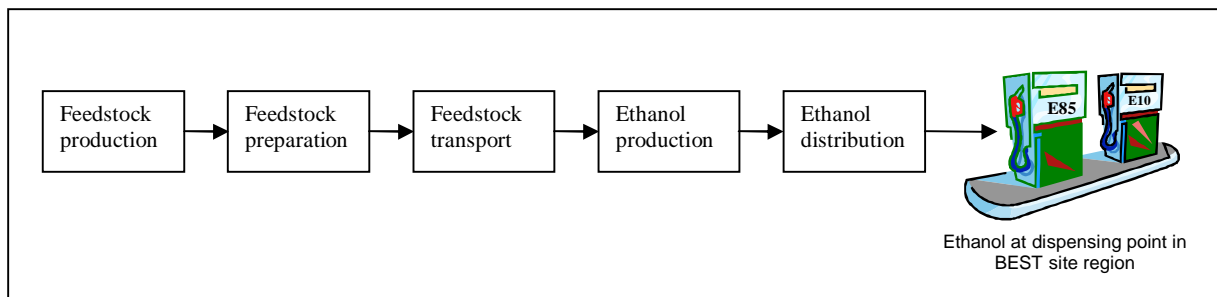 Feedstock
production
Feedstock
preparation
Feedstock
transport
Ethanol
production
Ethanol
distribution
E85
E10
Ethanol at dispensing point in
BEST site region